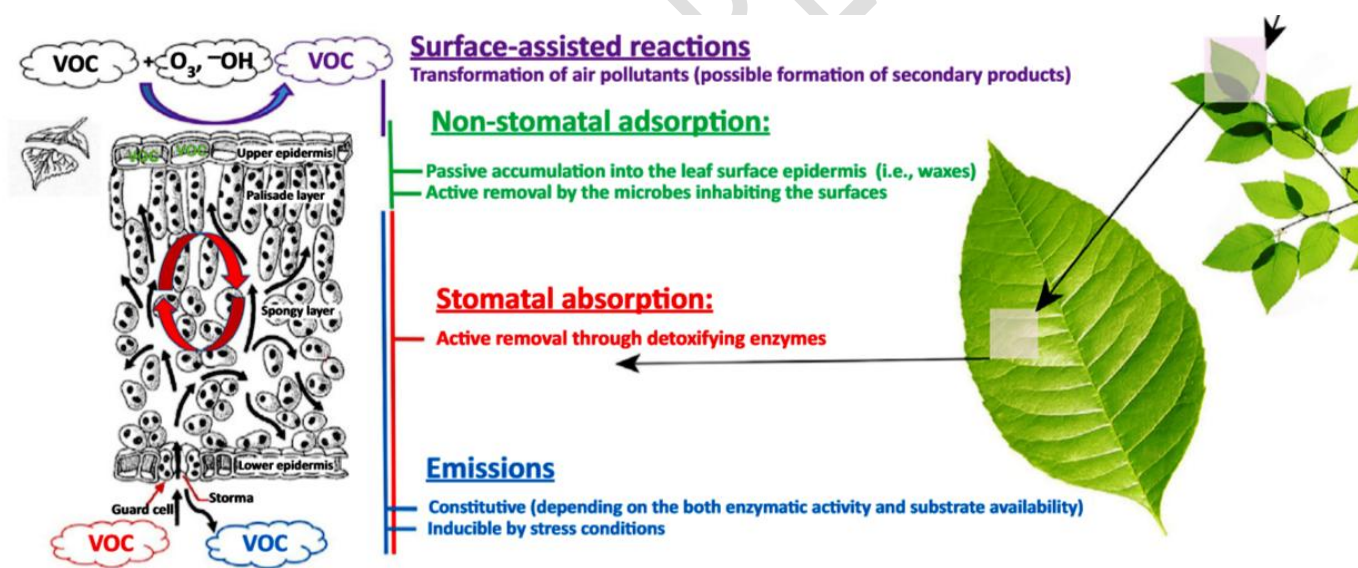 Surface-assisted reactions
VOC + O₃, ⁻OH VOC
Transformation of air pollutants (possible formation of secondary products)
Non-stomatal adsorption:
VOC VOC Upper epidermis
Passive accumulation into the leaf surface epidermis (i.e., waxes)
Active removal by the microbes inhabiting the surfaces
Palisade layer
Stomatal absorption:
Spongy layer
Active removal through detoxifying enzymes
Lower epidermis
Emissions
Storma
Guard cell
Constitutive (depending on the both enzymatic activity and substrate availability)
Inducible by stress conditions
VOC VOC